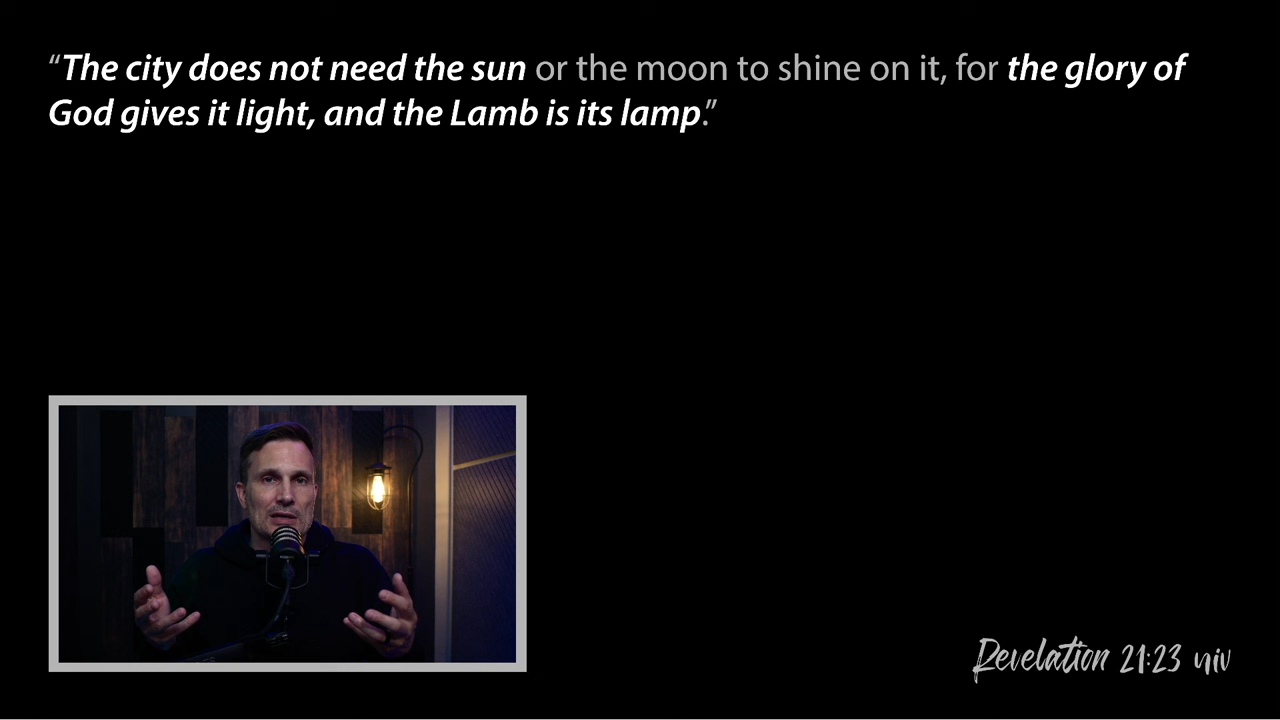 “The city does not need the sun or the moon to shine on it, for the glory of
God gives it light, and the Lamb is its lamp.”
Revelation 21:23 niv